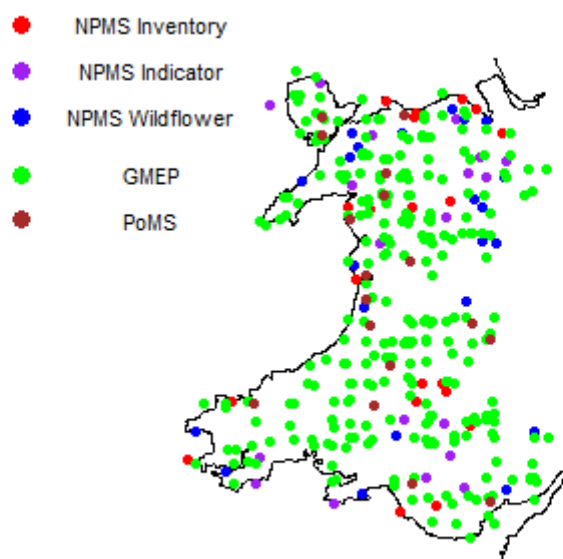 NPMS Inventory
NPMS Indicator
NPMS Wildflower
GMEP
PoMS